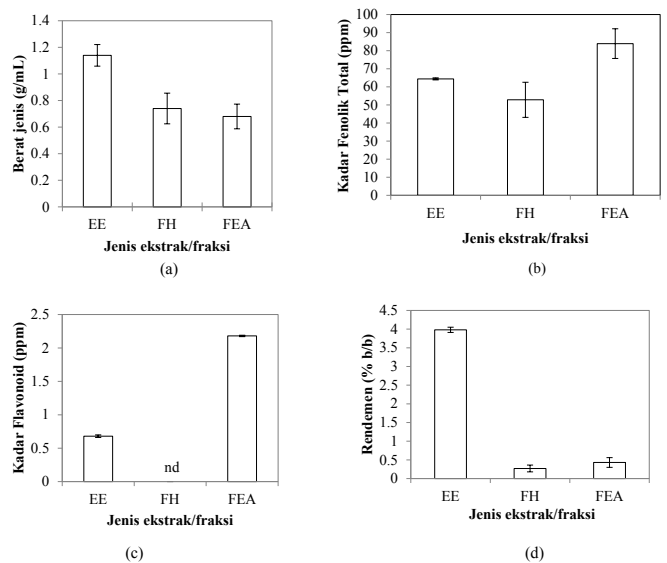 Berat jenis (g/mL)
1.4
1.2
1
0.8
0.6
0.4
0.2
0
EE FH FEA
Jenis ekstrak/fraksi
(a)
Kadar Fenolik Total (ppm)
100
90
80
70
60
50
40
30
20
10
0
EE FH FEA
Jenis ekstrak/fraksi
(b)
Kadar Flavonoid (ppm)
2.5
2
1.5
1
0.5
0
nd
EE FH FEA
Jenis ekstrak/fraksi
(c)
Rendemen (% b/b)
4.5
4
3.5
3
2.5
2
1.5
1
0.5
0
EE FH FEA
Jenis ekstrak/fraksi
(d)